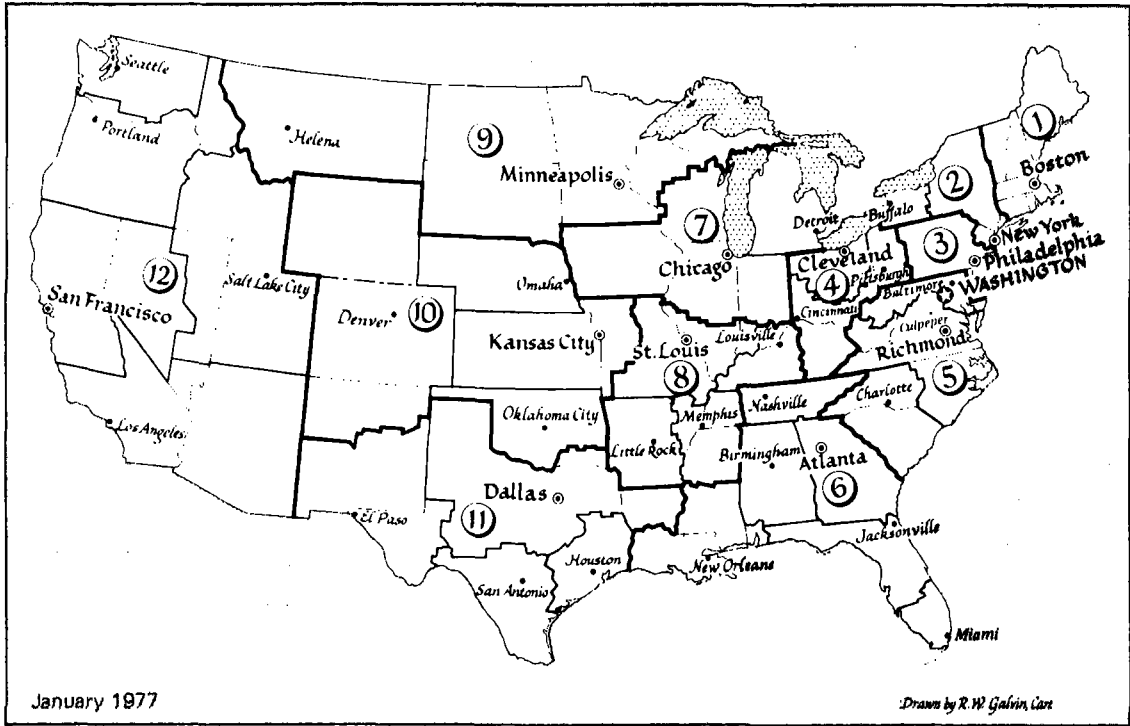 Seattle
Portland
Helena
9
Minneapolis
1
Boston
2
Buffalo
Detroit
7
3
New York
Philadelphia
WASHINGTON
Chicago
Cleveland
Pittsburgh
4
Baltimore
Cincinnati
12
San Francisco
Salt Lake City
Omaha
Denver
10
Kansas City
St. Louis
Louisville
Culpeper
Richmond
8
5
Los Angeles
Oklahoma City
Memphis
Nashville
Charlotte
Little Rock
Birmingham
Atlanta
6
Dallas
11
El Paso
Houston
San Antonio
New Orleans
Jacksonville
Miami
January 1977
Drawn by R.W. Galvin, Cart